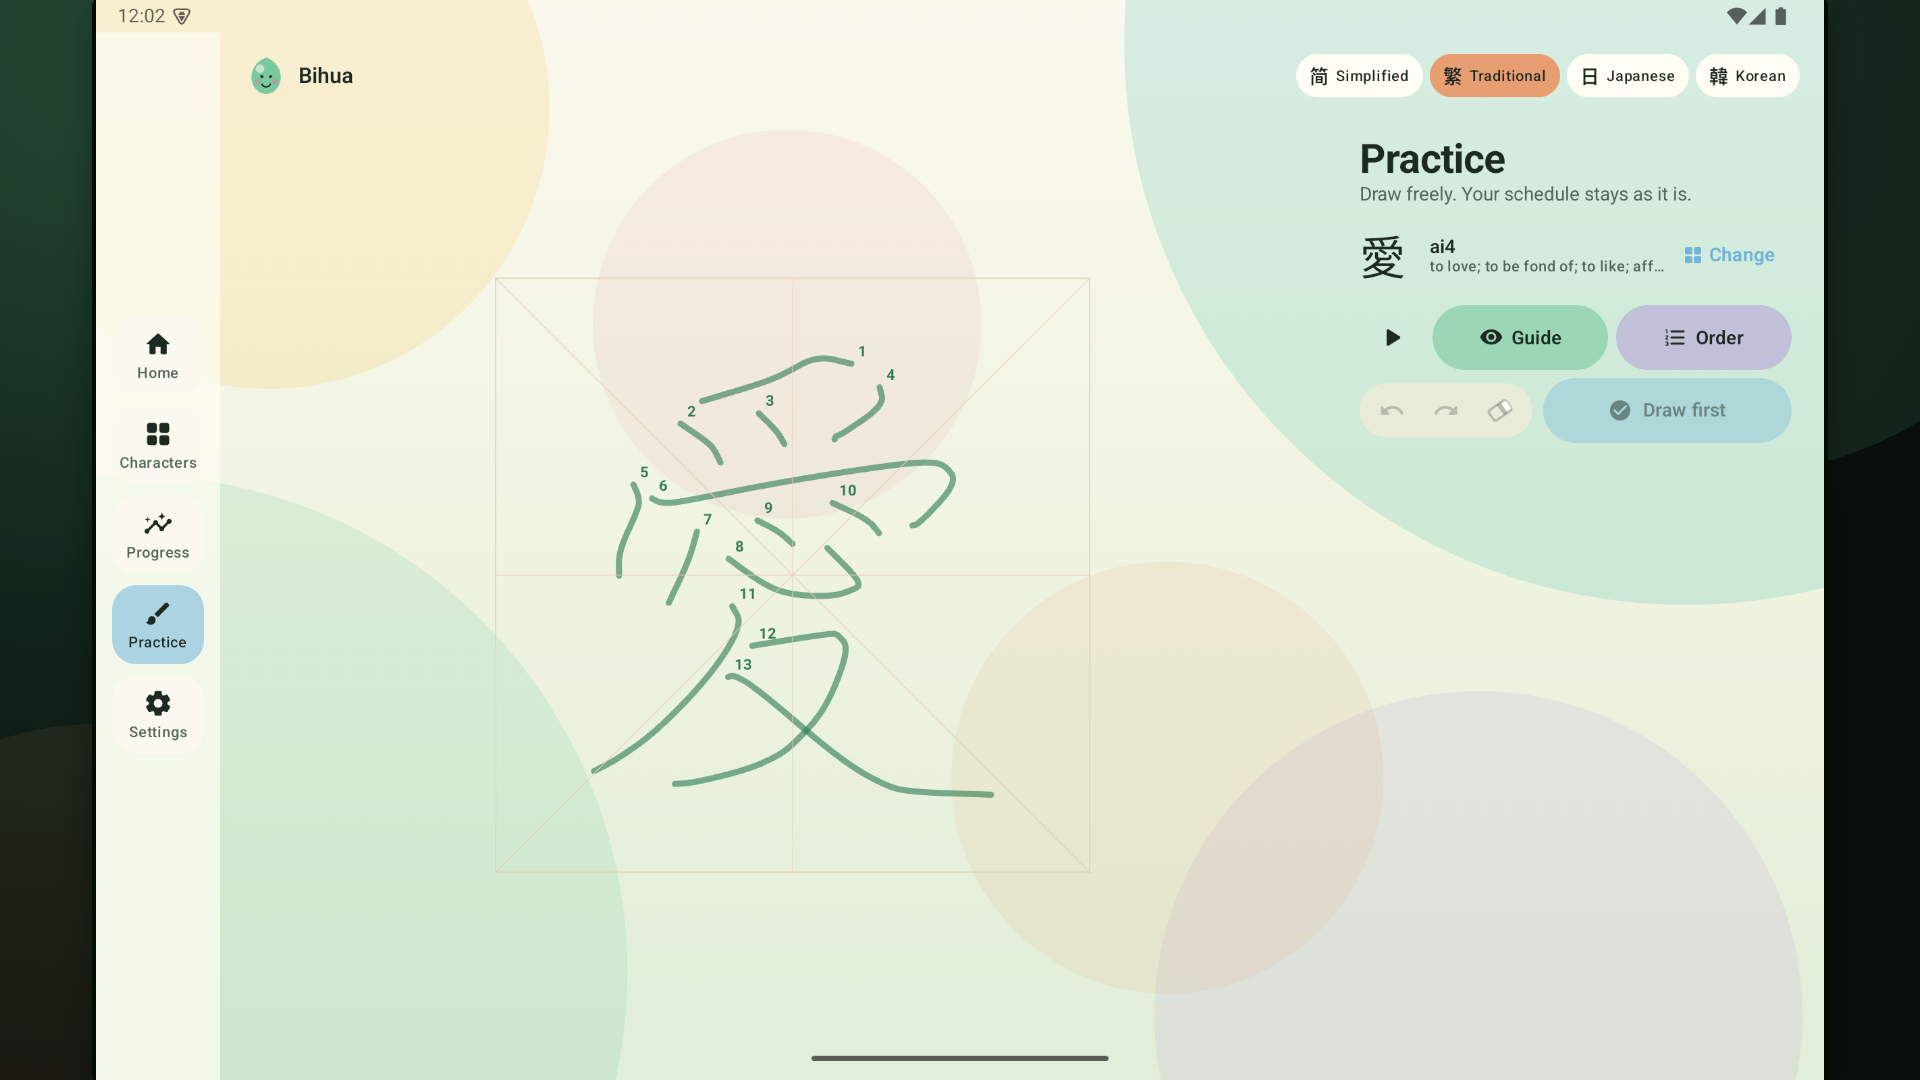 12:02
Bihua
简 Simplified
繁 Traditional
日 Japanese
韓 Korean
Home
Characters
Progress
Practice
Settings
Practice
Draw freely. Your schedule stays as it is.
愛
ai4
to love; to be fond of; to like; aff...
Change
Guide
Order
Draw first
1
2
3
4
5
6
7
8
9
10
11
12
13